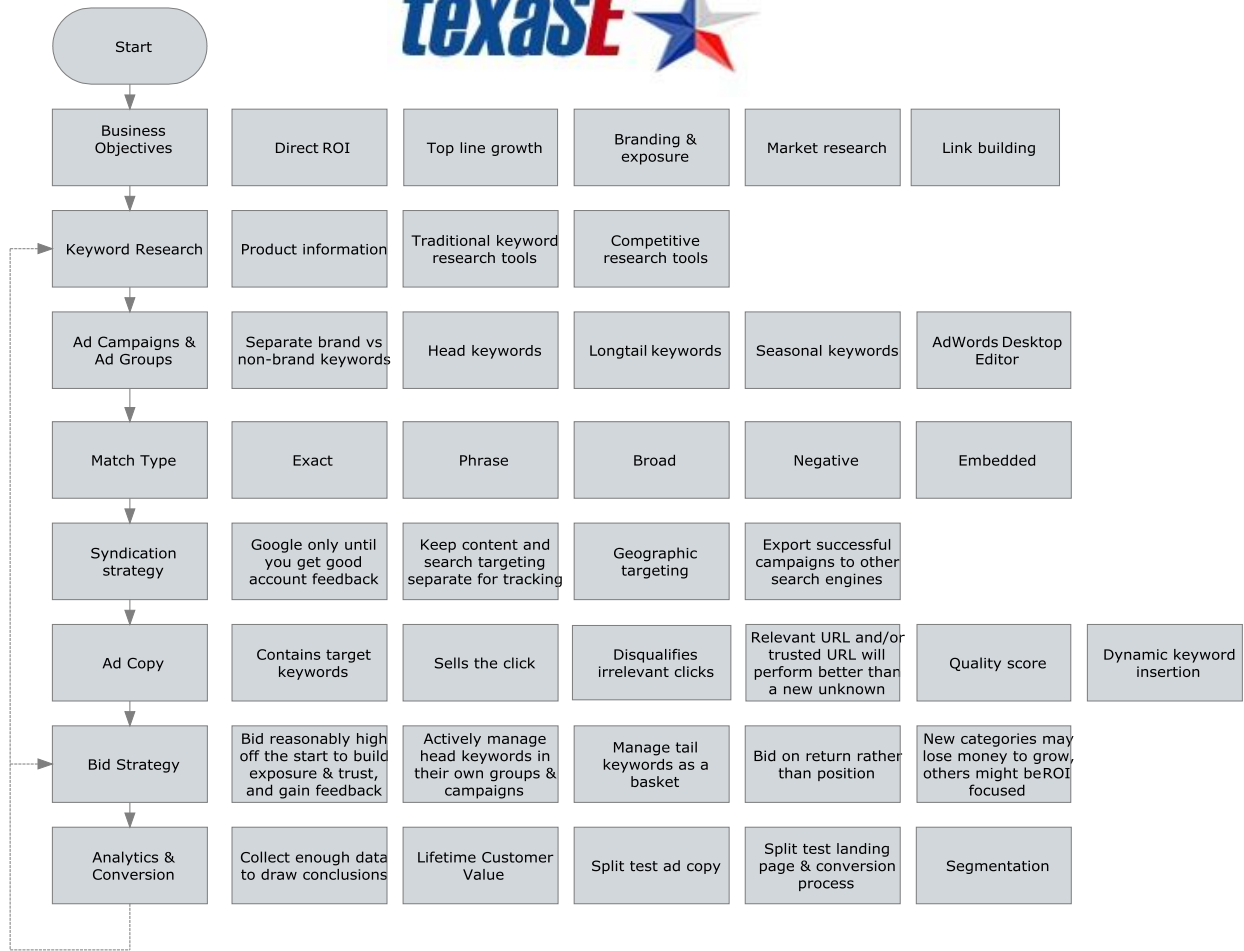 texasE
Start
Business
Objectives
Direct ROI
Top line growth
Branding &
exposure
Market research
Link building
Keyword Research
Product information
Traditional keyword
research tools
Competitive
research tools
Ad Campaigns &
Ad Groups
Separate brand vs
non-brand keywords
Head keywords
Longtail keywords
Seasonal keywords
AdWords Desktop
Editor
Match Type
Exact
Phrase
Broad
Negative
Embedded
Syndication
strategy
Google only until
you get good
account feedback
Keep content and
search targeting
separate for tracking
Geographic
targeting
Export successful
campaigns to other
search engines
Ad Copy
Contains target
keywords
Sells the click
Disqualifies
irrelevant clicks
Relevant URL and/or
trusted URL will
perform better than
a new unknown
Quality score
Dynamic keyword
insertion
Bid Strategy
Bid reasonably high
off the start to build
exposure & trust,
and gain feedback
Actively manage
head keywords in
their own groups &
campaigns
Manage tail
keywords as a
basket
Bid on return rather
than position
New categories may
lose money to grow,
others might be ROI
focused
Analytics &
Conversion
Collect enough data
to draw conclusions
Lifetime Customer
Value
Split test ad copy
Split test landing
page & conversion
process
Segmentation